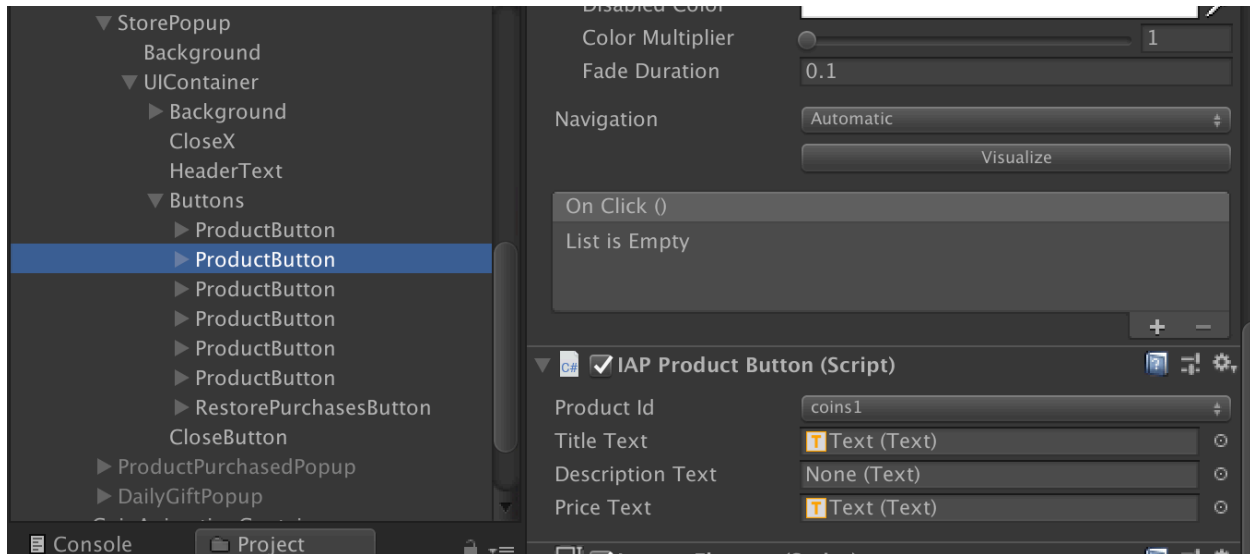 StorePopup
Background
UIContainer
Background
CloseX
HeaderText
Buttons
ProductButton
ProductButton
ProductButton
ProductButton
ProductButton
ProductButton
RestorePurchasesButton
CloseButton
ProductPurchasedPopup
DailyGiftPopup
Console
Project
Disabled Color
Color Multiplier 1
Fade Duration 0.1
Navigation Automatic
Visualize
On Click ()
List is Empty
+ −
C# IAP Product Button (Script)
Product Id coins1
Title Text T Text (Text)
Description Text None (Text)
Price Text T Text (Text)